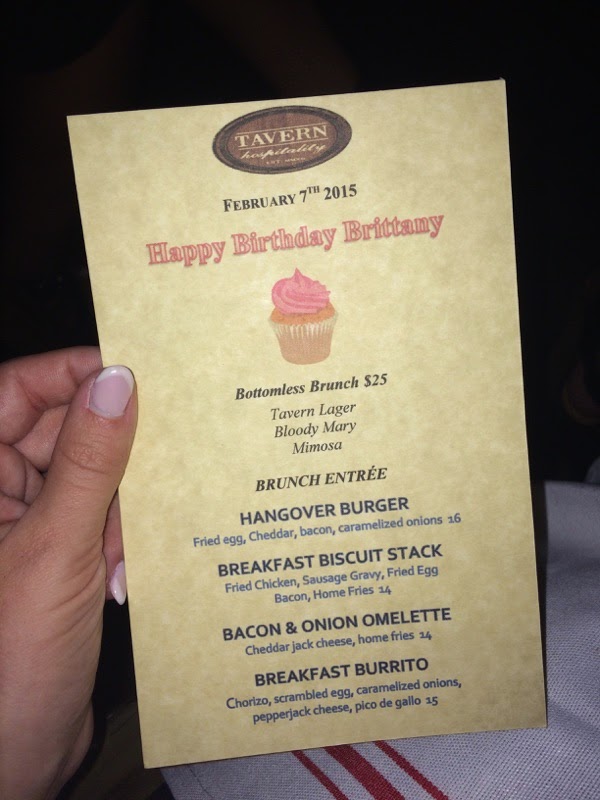 TAVERN
hospitality
FEBRUARY 7TH 2015
Happy Birthday Brittany
Bottomless Brunch $25
Tavern Lager
Bloody Mary
Mimosa
BRUNCH ENTRÉE
HANGOVER BURGER
Fried egg, Cheddar, bacon, caramelized onions 16
BREAKFAST BISCUIT STACK
Fried Chicken, Sausage Gravy, Fried Egg
Bacon, Home Fries 14
BACON & ONION OMELETTE
Cheddar jack cheese, home fries 14
BREAKFAST BURRITO
Chorizo, scrambled egg, caramelized onions,
pepperjack cheese, pico de gallo 15